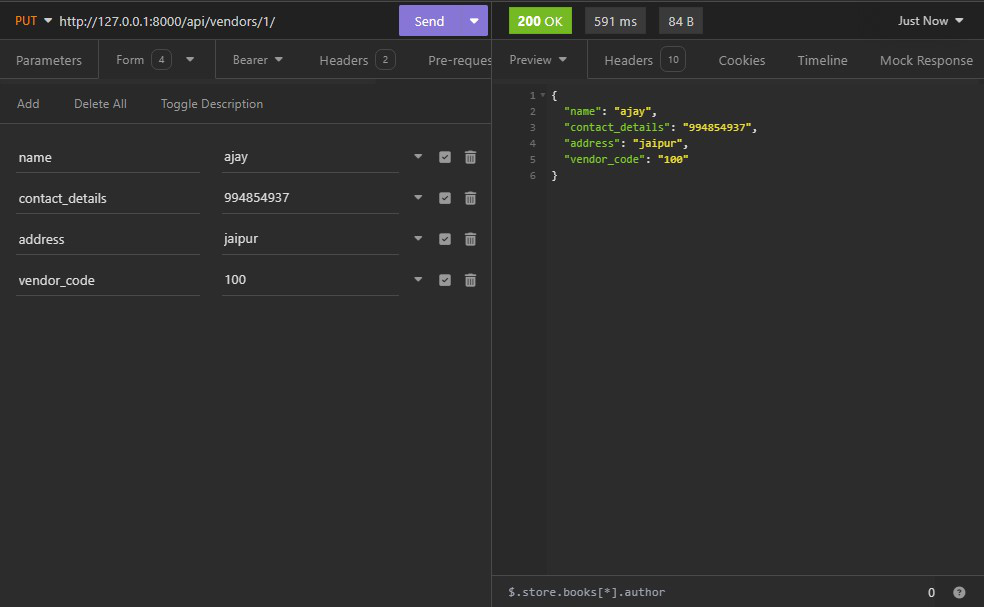 PUT http://127.0.0.1:8000/api/vendors/1/ Send
200 OK 591 ms 84 B Just Now
Parameters Form 4 Bearer Headers 2 Pre-reques
Preview Headers 10 Cookies Timeline Mock Response
Add Delete All Toggle Description
name ajay
contact_details 994854937
address jaipur
vendor_code 100
1 {
2 "name": "ajay",
3 "contact_details": "994854937",
4 "address": "jaipur",
5 "vendor_code": "100"
6 }
$.store.books[*].author 0 ?